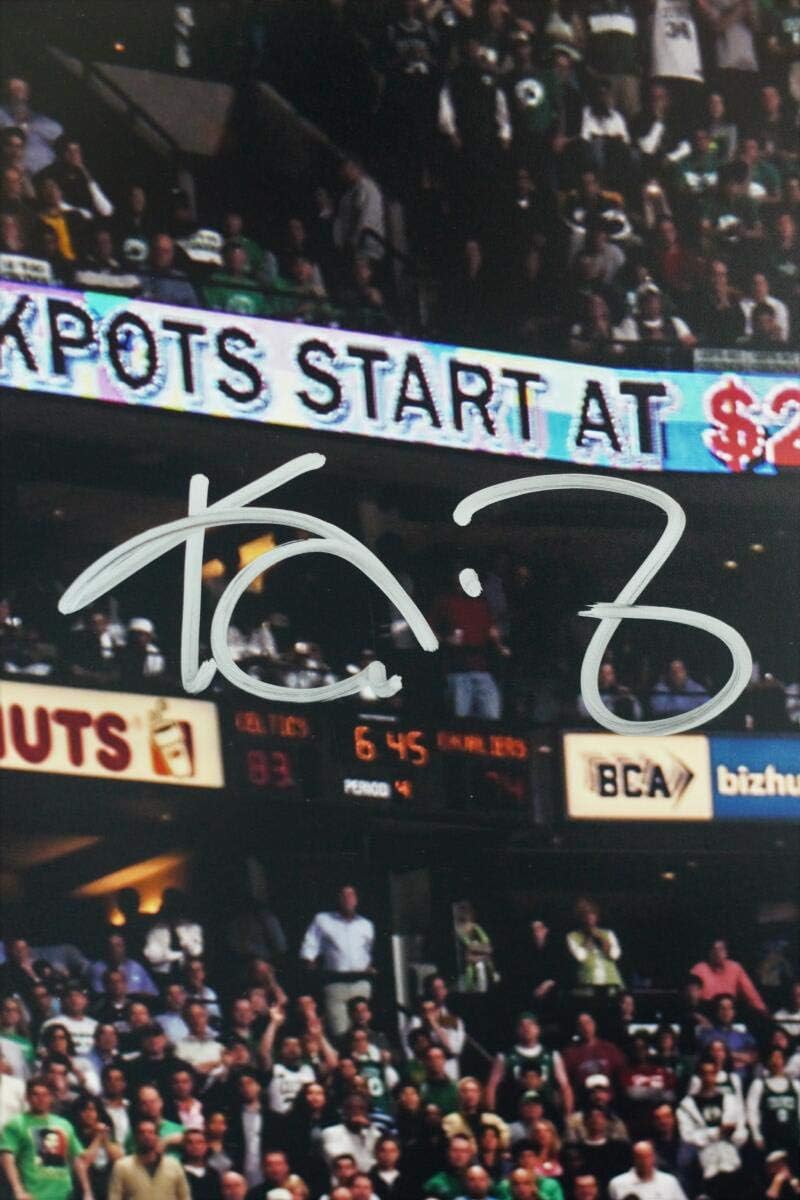 KPOTS START AT $2
UTS
CELTICS 6 45 CAVALIERS
83 PERIOD 4
BCA bizhu